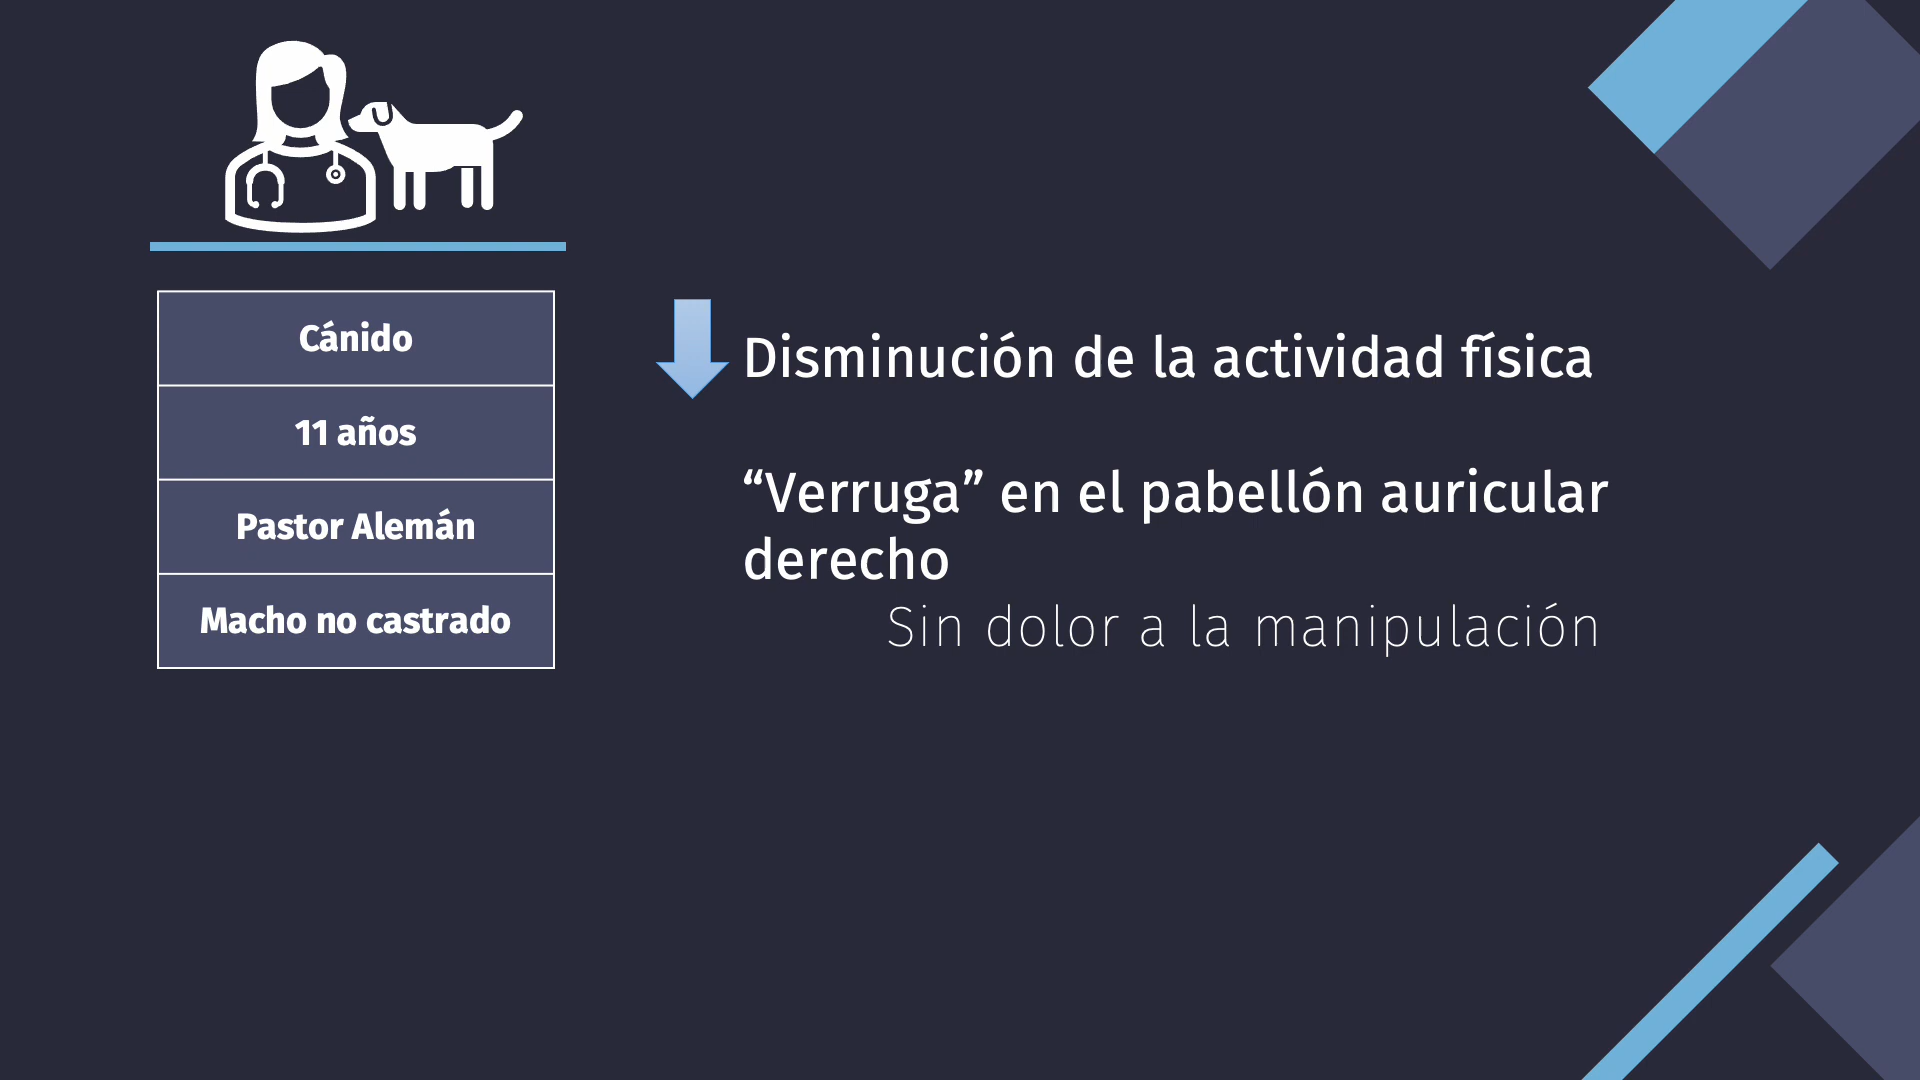 Cánido
11 años
Pastor Alemán
Macho no castrado
Disminución de la actividad física
“Verruga” en el pabellón auricular
derecho
Sin dolor a la manipulación